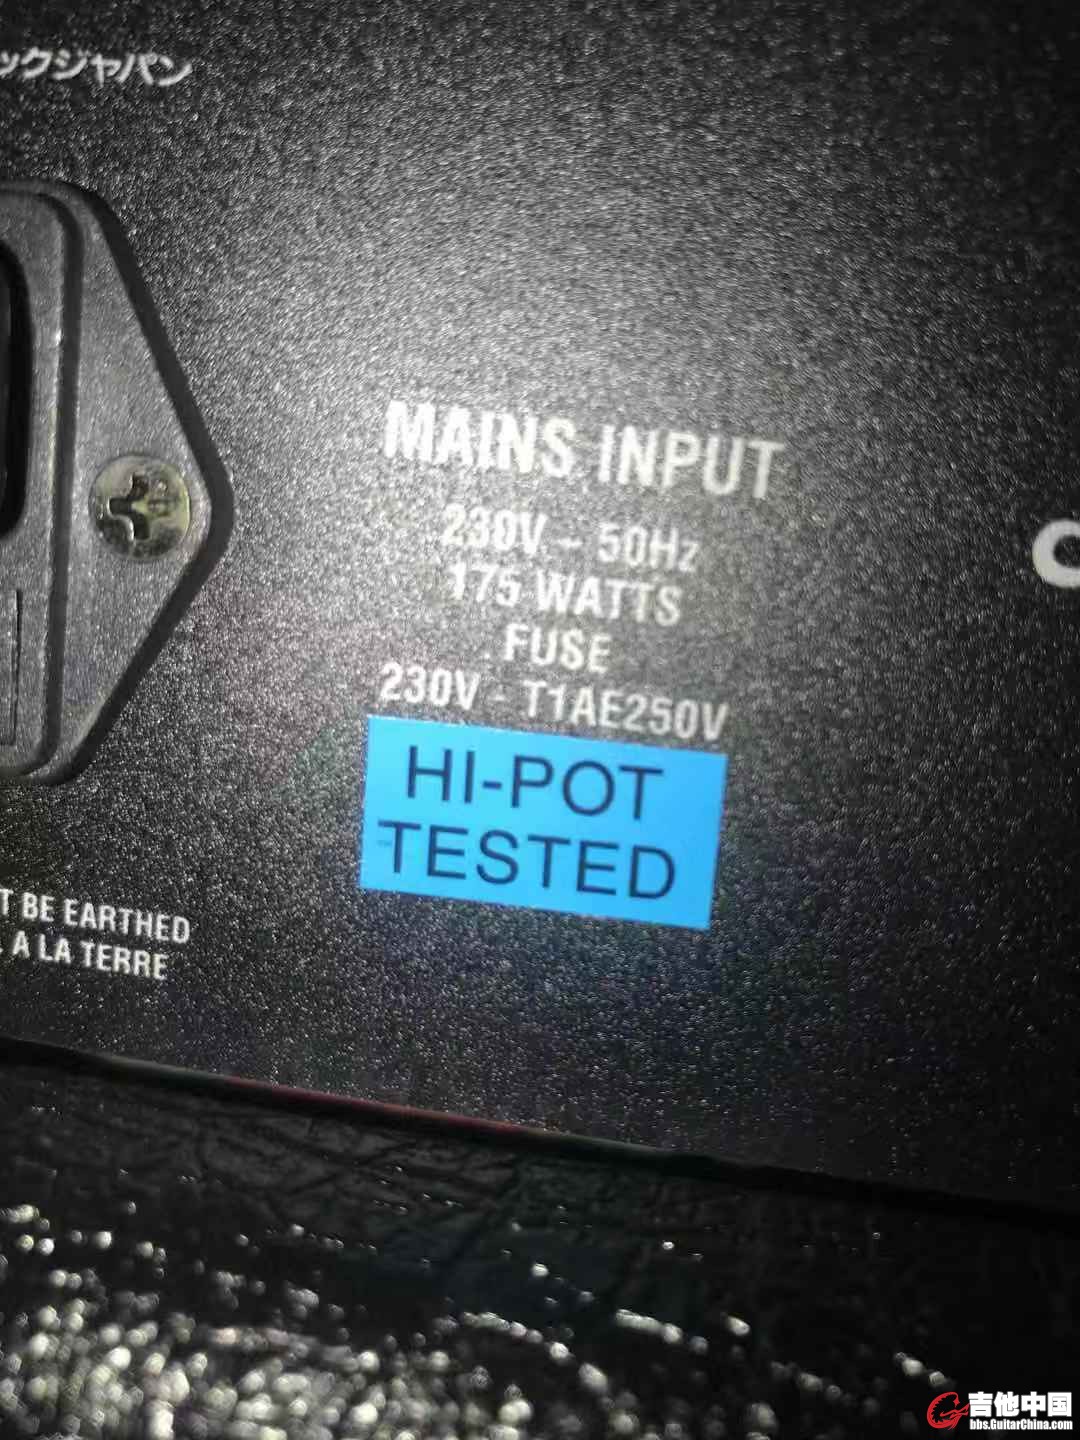 ックジャパン
MAINS INPUT
230V ~ 50Hz
175 WATTS
FUSE
230V - T1AE250V
HI-POT
TESTED
T BE EARTHED
A LA TERRE
吉他中国
bbs.GuitarChina.com